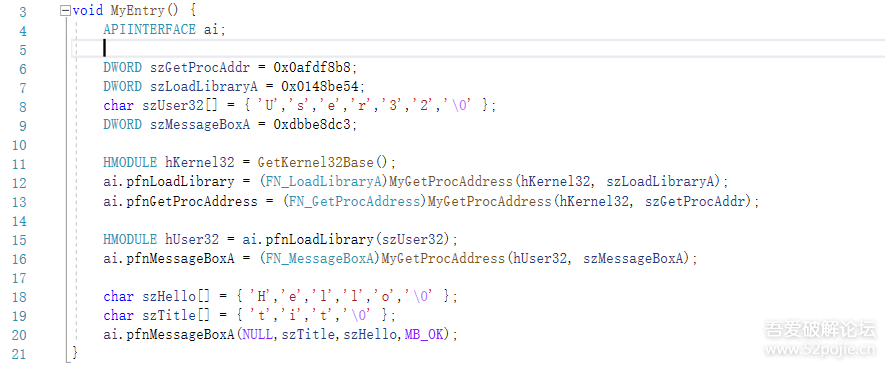 3 void MyEntry() {
4 APIINTERFACE ai;
5
6 DWORD szGetProcAddr = 0x0afdf8b8;
7 DWORD szLoadLibraryA = 0x0148be54;
8 char szUser32[] = { 'U','s','e','r','3','2','\0' };
9 DWORD szMessageBoxA = 0xdbbe8dc3;
10
11 HMODULE hKernel32 = GetKernel32Base();
12 ai.pfnLoadLibrary = (FN_LoadLibraryA)MyGetProcAddress(hKernel32, szLoadLibraryA);
13 ai.pfnGetProcAddress = (FN_GetProcAddress)MyGetProcAddress(hKernel32, szGetProcAddr);
14
15 HMODULE hUser32 = ai.pfnLoadLibrary(szUser32);
16 ai.pfnMessageBoxA = (FN_MessageBoxA)MyGetProcAddress(hUser32, szMessageBoxA);
17
18 char szHello[] = { 'H','e','l','l','o','\0' };
19 char szTitle[] = { 't','i','t','\0' };
20 ai.pfnMessageBoxA(NULL,szTitle,szHello,MB_OK);
21 }
吾爱破解论坛
www.52pojie.cn